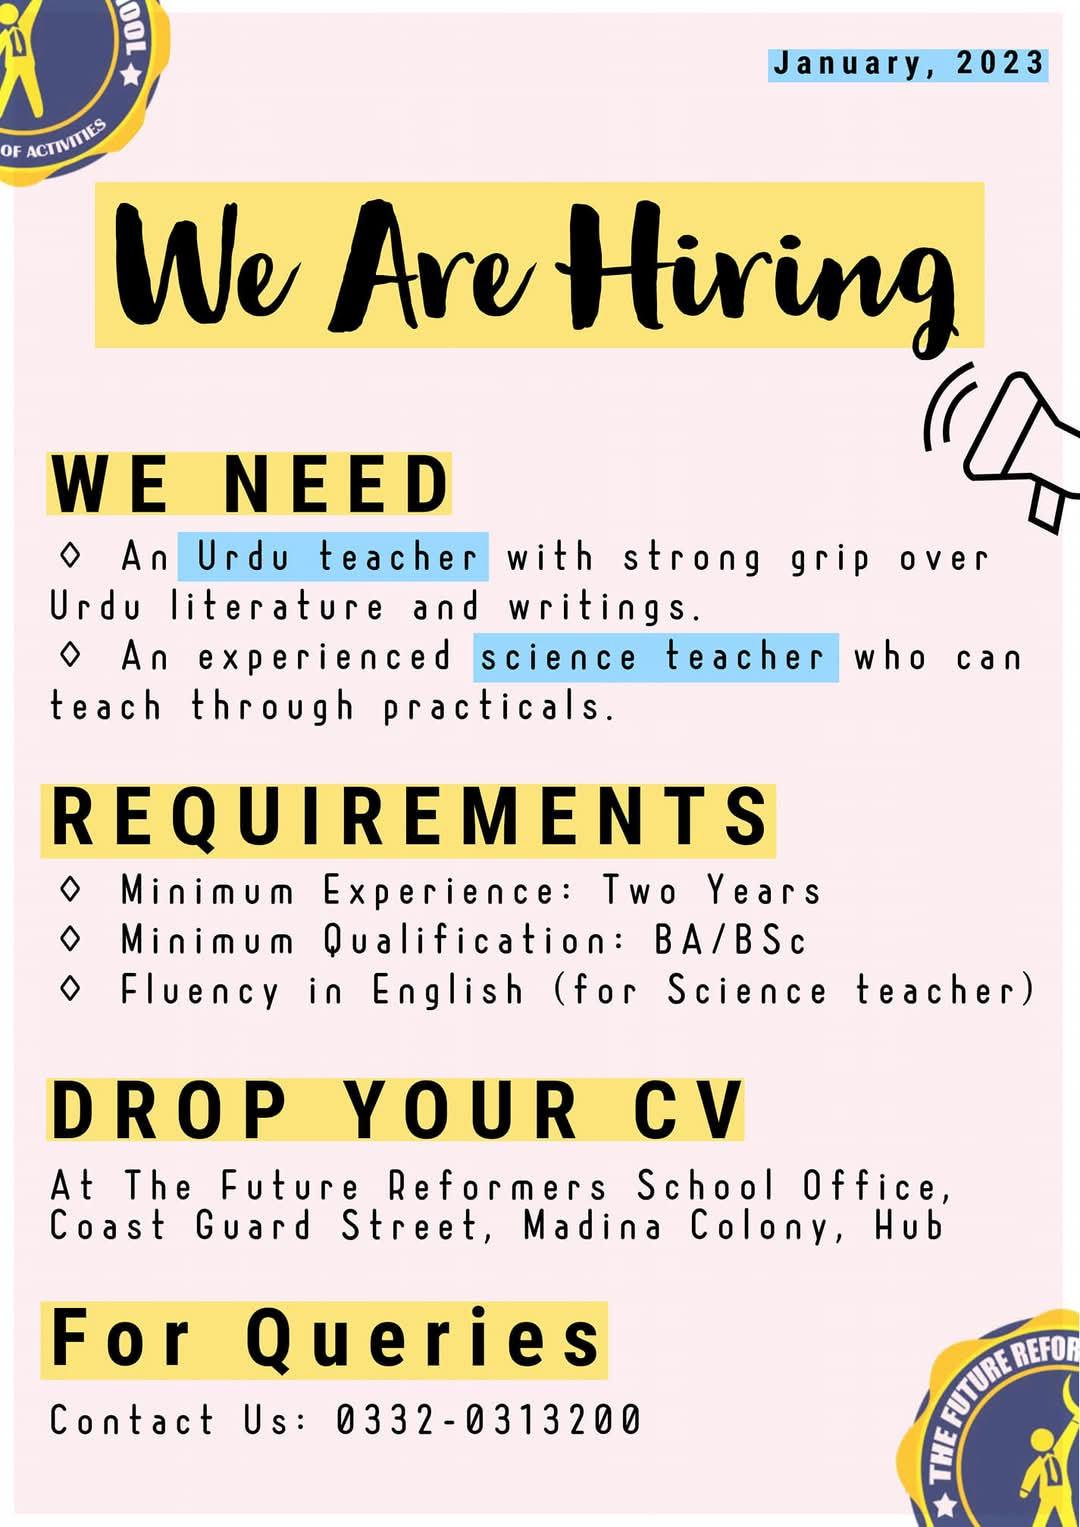 OOL ★
OF ACTIVITIES
January, 2023
We Are Hiring
WE NEED
◊ An Urdu teacher with strong grip over
Urdu literature and writings.
◊ An experienced science teacher who can
teach through practicals.
REQUIREMENTS
◊ Minimum Experience: Two Years
◊ Minimum Qualification: BA/BSc
◊ Fluency in English (for Science teacher)
DROP YOUR CV
At The Future Reformers School Office,
Coast Guard Street, Madina Colony, Hub
For Queries
Contact Us: 0332-0313200
★ THE FUTURE REFOR